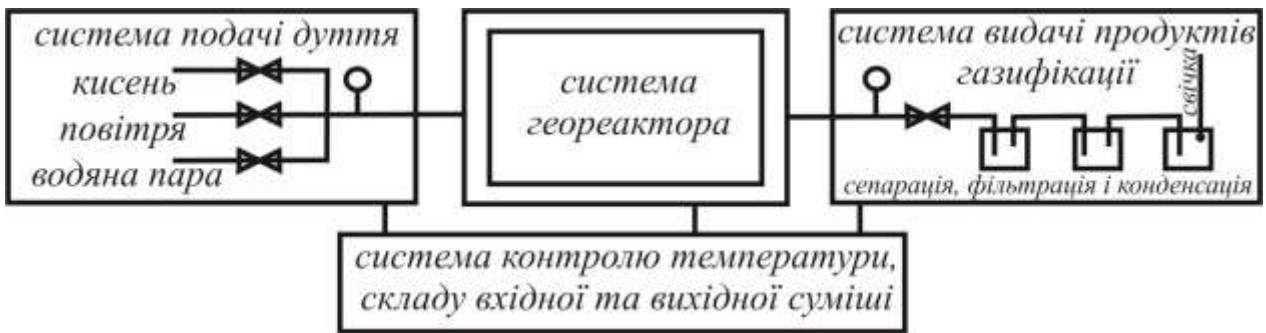 система подачі дуття
кисень
повітря
водяна пара
система
геореактора
система видачі продуктів
газифікації
свічка
сепарація, фільтрація і конденсація
система контролю температури,
складу вхідної та вихідної суміші